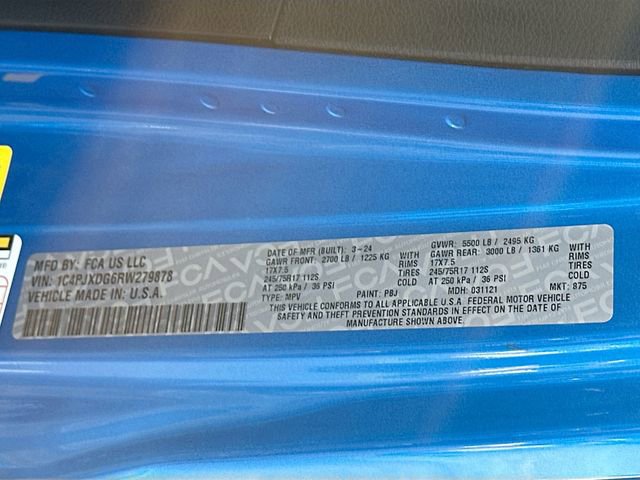 MFD BY: FCA US LLC
VIN: 1C4PJXDG6RW279878
VEHICLE MADE IN U.S.A.
DATE OF MFR (BUILT): 3-24
GAWR FRONT: 2700 LB / 1225 KG WITH
17X7.5 RIMS
245/75R17 112S TIRES
AT 250 kPa / 36 PSI
TYPE: MPV
GVWR: 5500 LB / 2495 KG
GAWR REAR: 3000 LB / 1361 KG WITH
17X7.5 RIMS
245/75R17 112S TIRES
AT 250 kPa / 36 PSI
PAINT: PBJ
MDH: 031121
MKT: 875
THIS VEHICLE CONFORMS TO ALL APPLICABLE U.S.A. FEDERAL MOTOR VEHICLE
SAFETY AND THEFT PREVENTION STANDARDS IN EFFECT ON THE DATE OF
MANUFACTURE SHOWN ABOVE.